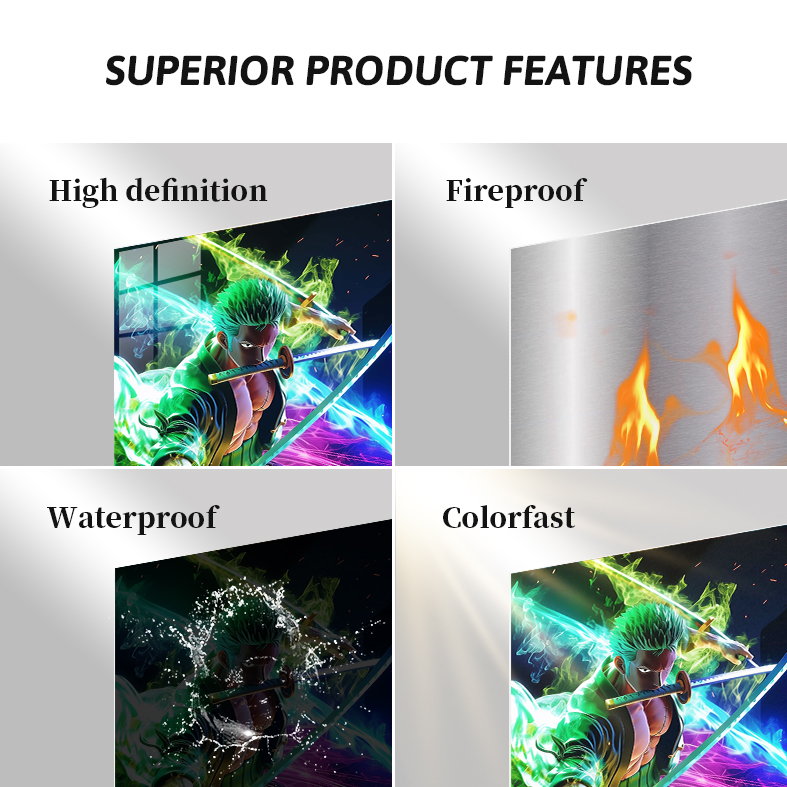 SUPERIOR PRODUCT FEATURES
High definition
Fireproof
Waterproof
Colorfast